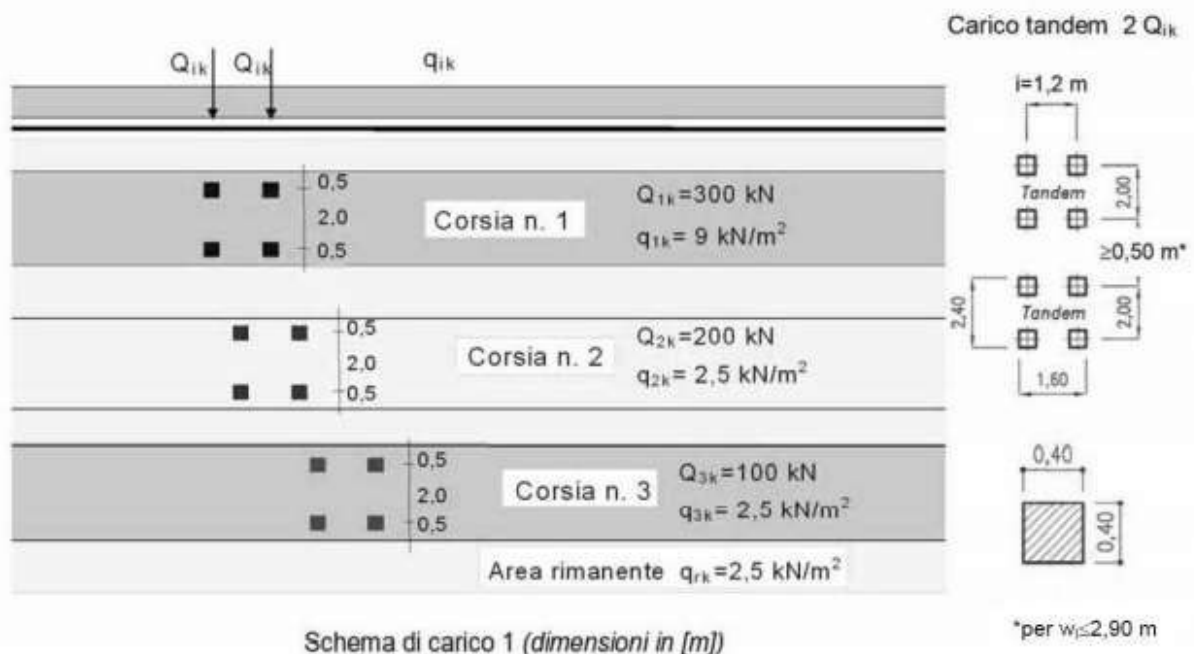 Carico tandem 2 Qik
Qik Qik qik
i=1,2 m
0.5
2.0
0.5
Corsia n. 1
Q1k=300 kN
q1k= 9 kN/m²
Tandem
2,00
≥0,50 m*
0,5
2,0
0,5
Corsia n. 2
Q2k=200 kN
q2k= 2,5 kN/m²
2,40
Tandem
2,00
1,60
0,5
2.0
0,5
Corsia n. 3
Q3k=100 kN
q3k= 2,5 kN/m²
0,40
0,40
Area rimanente qrk=2,5 kN/m²
Schema di carico 1 (dimensioni in [m])
*per wl≤2,90 m